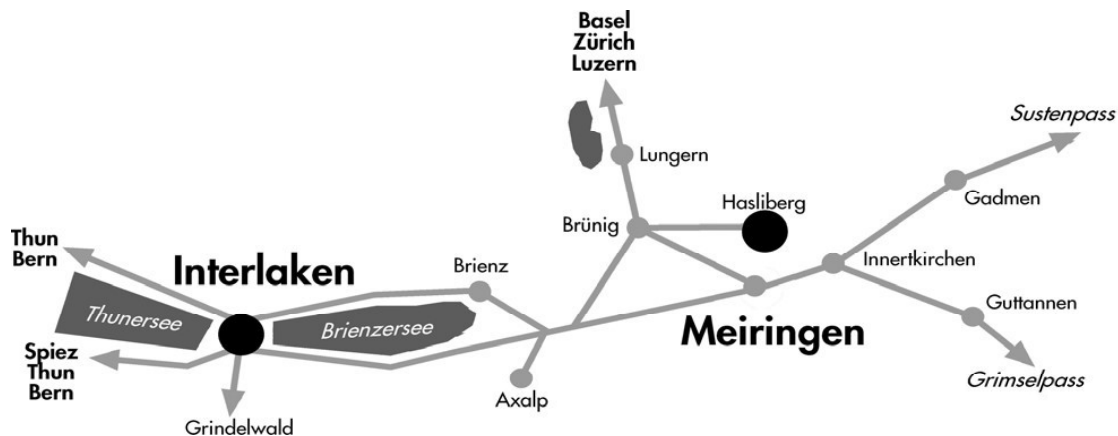 Basel
Zürich
Luzern
Sustenpass
Lungern
Hasliberg
Gadmen
Brünig
Thun
Bern
Interlaken
Brienz
Innertkirchen
Thunersee
Brienzersee
Guttannen
Meiringen
Spiez
Thun
Bern
Grimselpass
Axalp
Grindelwald